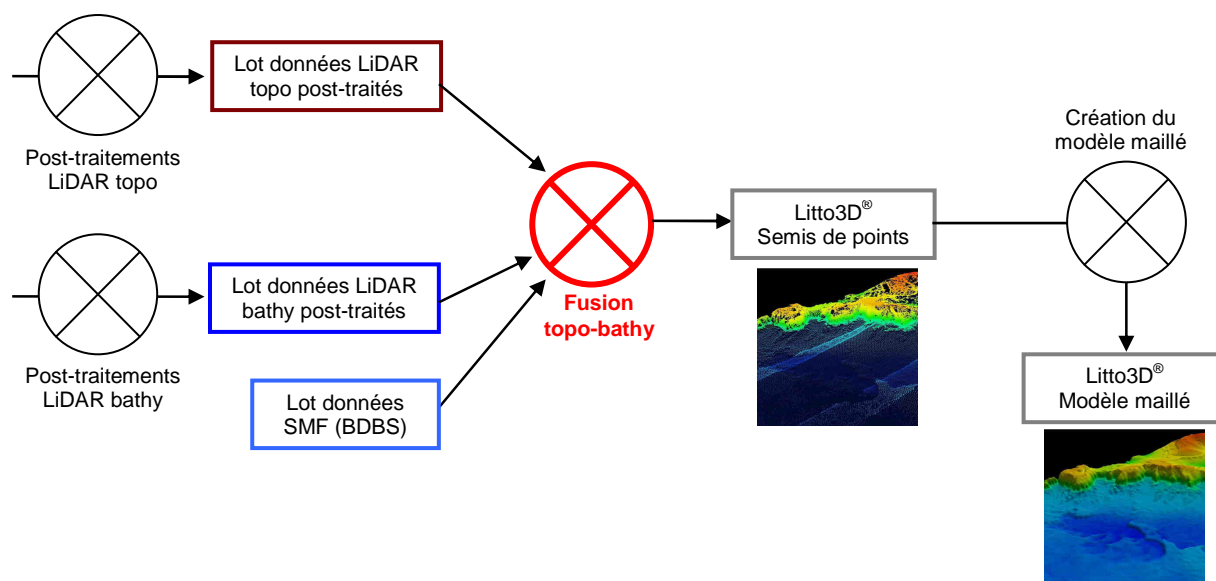 Lot données LiDAR
topo post-traités
Post-traitements
LiDAR topo
Lot données LiDAR
bathy post-traités
Post-traitements
LiDAR bathy
Lot données
SMF (BDBS)
Fusion
topo-bathy
Litto3D®
Semis de points
Création du
modèle maillé
Litto3D®
Modèle maillé